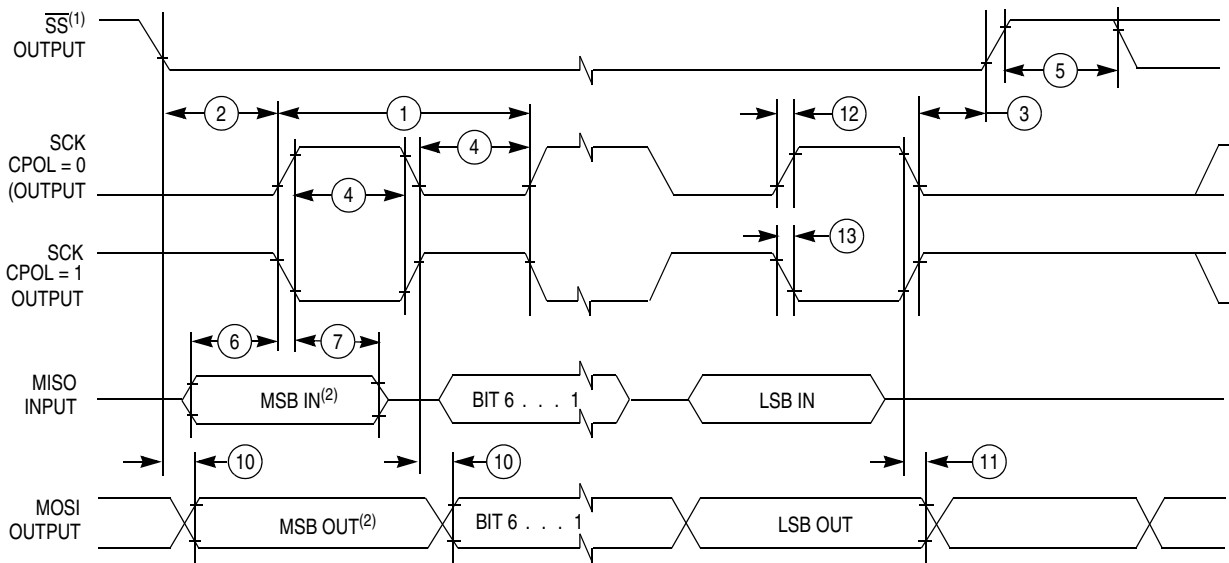 SS(1)
OUTPUT
5
2
1
12
3
SCK
CPOL = 0
(OUTPUT
4
4
SCK
CPOL = 1
OUTPUT
13
6
7
MISO
INPUT
MSB IN(2)
BIT 6 . . . 1
LSB IN
10
10
11
MOSI
OUTPUT
MSB OUT(2)
BIT 6 . . . 1
LSB OUT